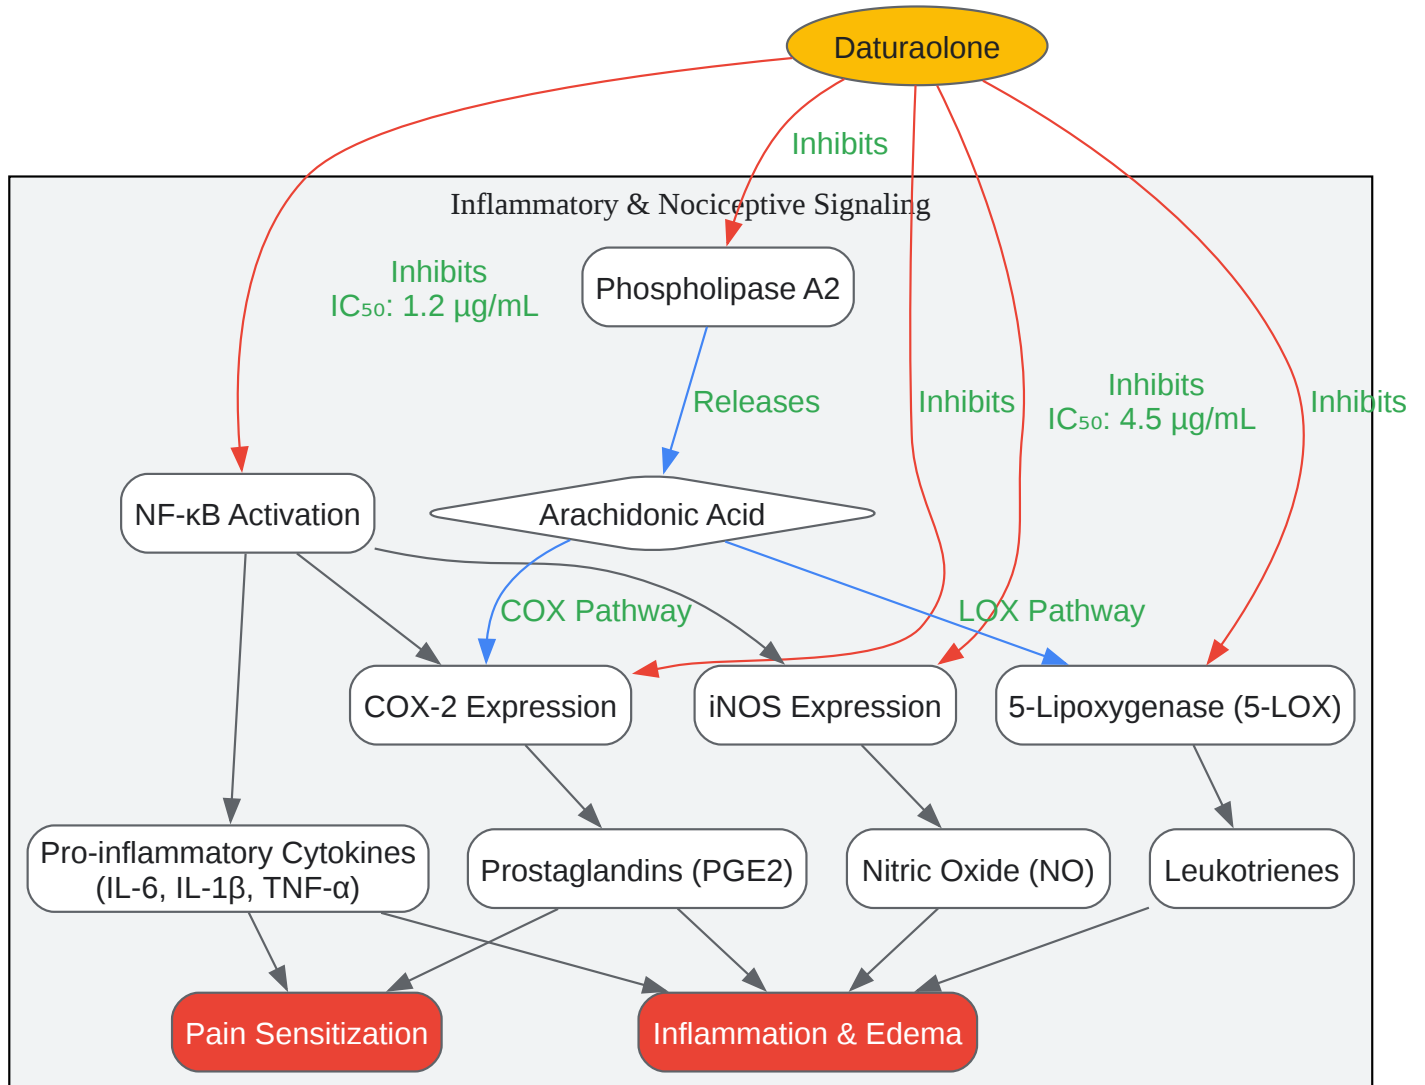 Daturaolone
Inhibits
Inflammatory & Nociceptive Signaling
Inhibits
IC₅₀: 1.2 µg/mL
Phospholipase A2
Releases
Inhibits
Inhibits
IC₅₀: 4.5 µg/mL
Inhibits
NF-κB Activation
Arachidonic Acid
COX Pathway
LOX Pathway
COX-2 Expression
iNOS Expression
5-Lipoxygenase (5-LOX)
Pro-inflammatory Cytokines
(IL-6, IL-1β, TNF-α)
Prostaglandins (PGE2)
Nitric Oxide (NO)
Leukotrienes
Pain Sensitization
Inflammation & Edema